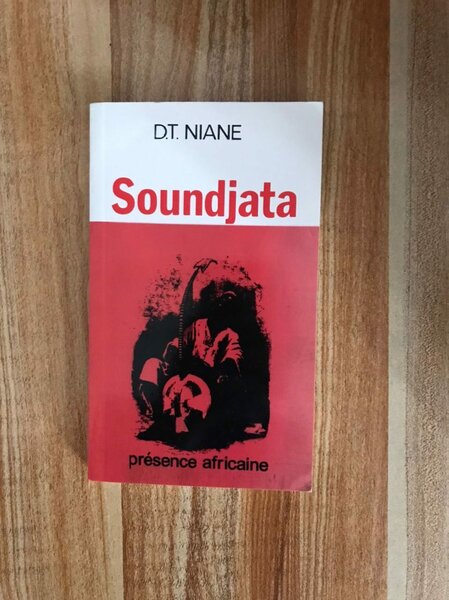 D.T. NIANE
Soundjata
présence africaine